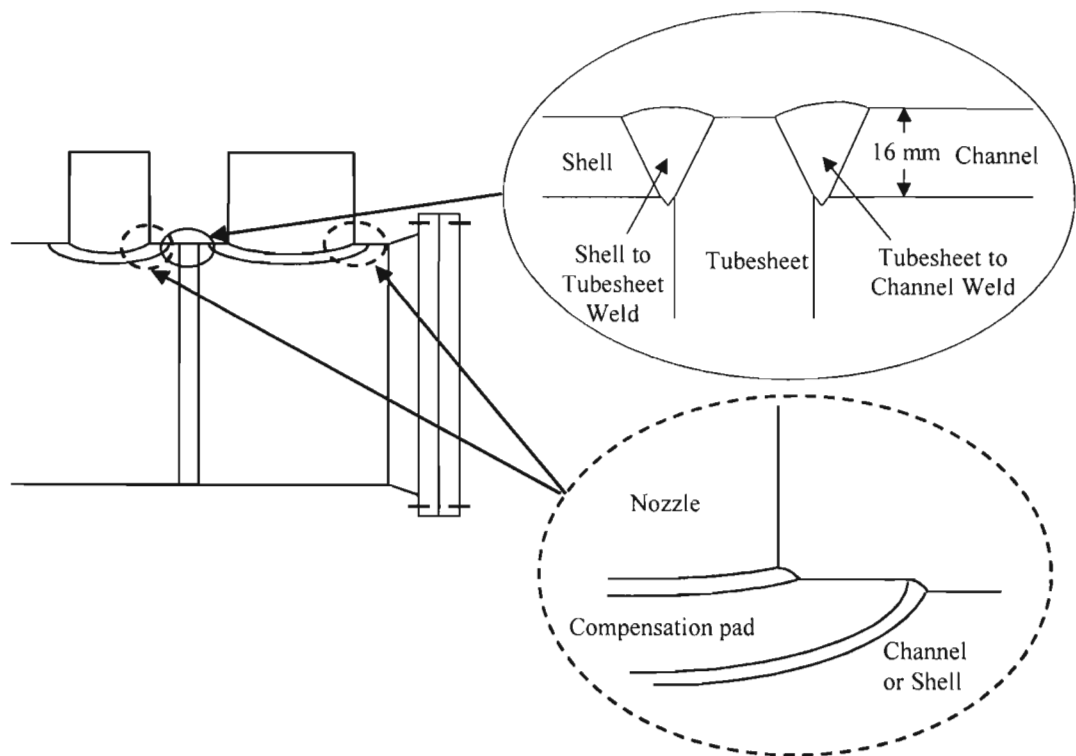 Shell
16 mm
Channel
Shell to
Tubesheet
Weld
Tubesheet
Tubesheet to
Channel Weld
Nozzle
Compensation pad
Channel
or Shell